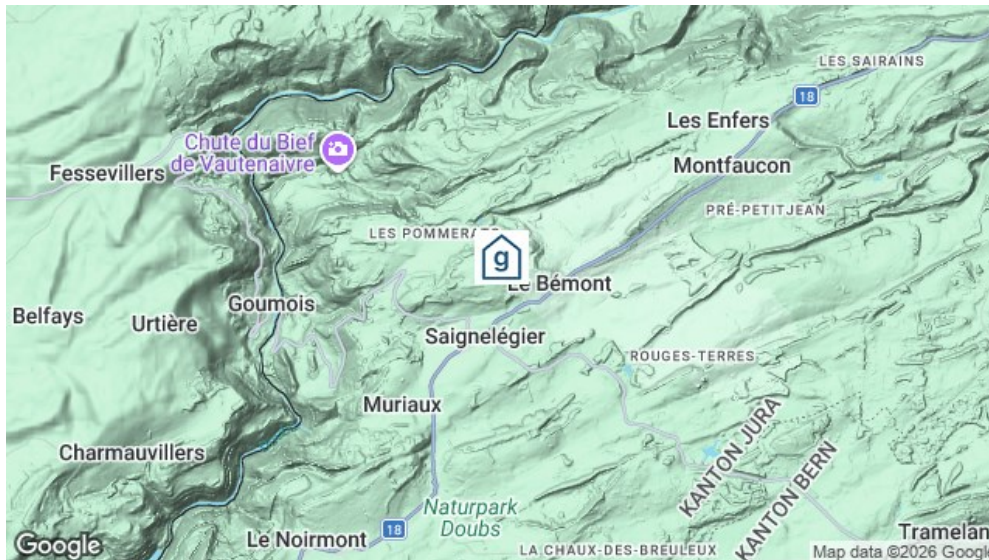 LES SAIRAINS
18
Les Enfers
Chute du Bief
de Vautenaivre
Fessevillers
Montfaucon
PRÉ-PETITJEAN
LES POMMERATS
g
Le Bémont
Goumois
Belfays
Urtière
Saignelégier
ROUGES-TERRES
Muriaux
KANTON JURA
KANTON BERN
Charmauvillers
Naturpark
Doubs
18
Le Noirmont
LA CHAUX-DES-BREULEUX
Tramelan
Google
Map data ©2026 Google